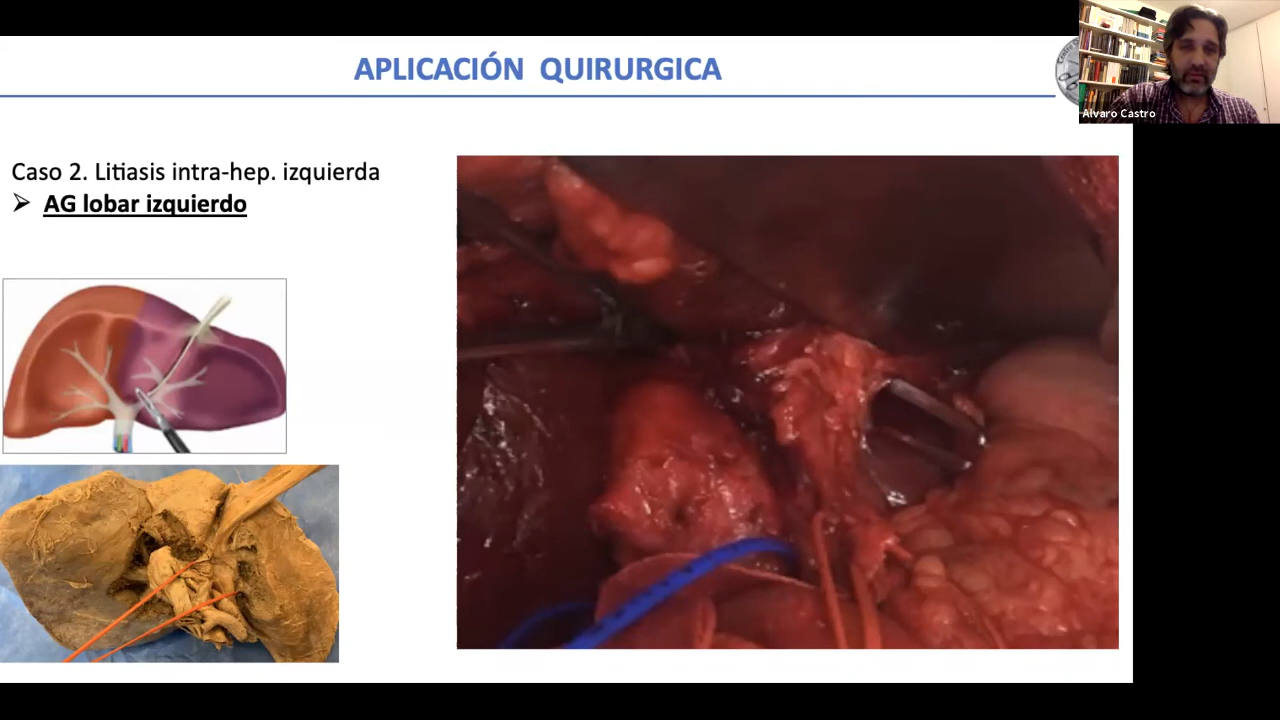 APLICACIÓN QUIRURGICA
Alvaro Castro
Caso 2. Litiasis intra-hep. izquierda
➢ AG lobar izquierdo